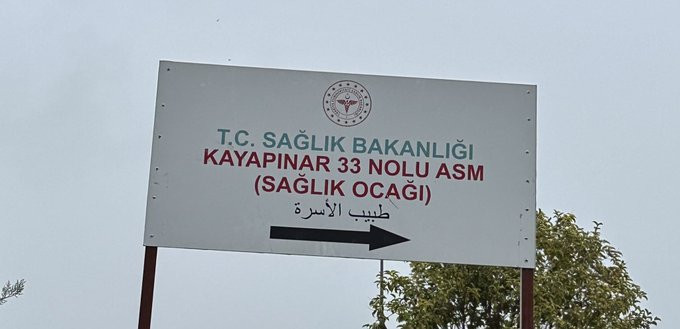 T.C. SAĞLIK BAKANLIĞI
KAYAPINAR 33 NOLU ASM
(SAĞLIK OCAĞI)
طبيب الأسرة